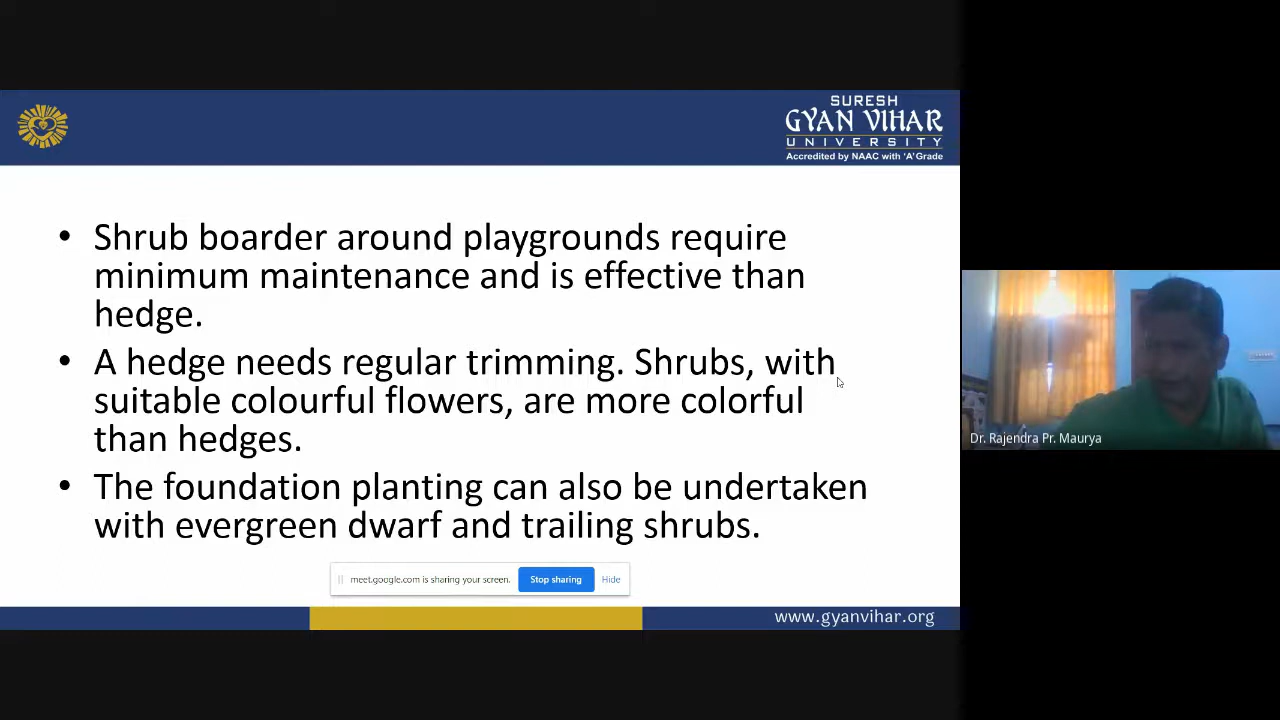 SURESH
GYAN VIHAR
UNIVERSITY
Accredited by NAAC with 'A' Grade
• Shrub boarder around playgrounds require
minimum maintenance and is effective than
hedge.
• A hedge needs regular trimming. Shrubs, with
suitable colourful flowers, are more colorful
than hedges.
• The foundation planting can also be undertaken
with evergreen dwarf and trailing shrubs.
meet.google.com is sharing your screen. Stop sharing Hide
www.gyanvihar.org
Dr. Rajendra Pr. Maurya